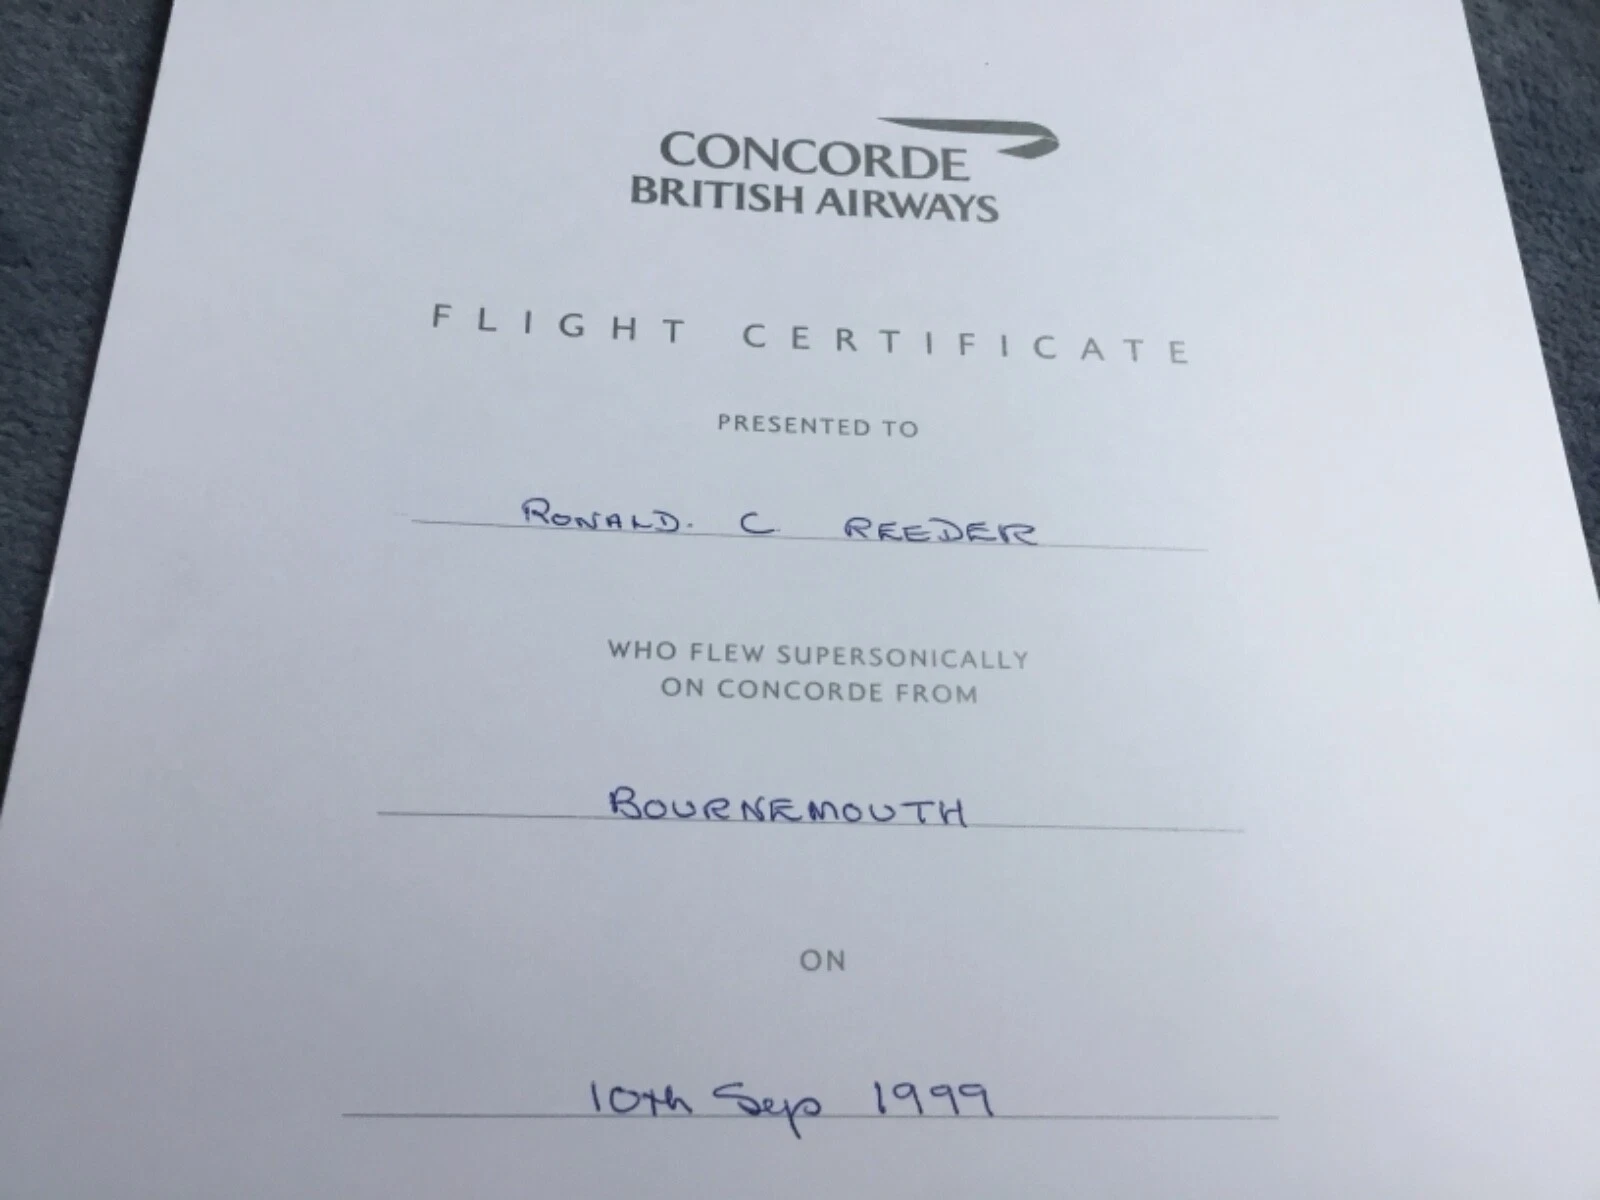 CONCORDE
BRITISH AIRWAYS
FLIGHT CERTIFICATE
PRESENTED TO
RONALD. C REEDER
WHO FLEW SUPERSONICALLY
ON CONCORDE FROM
BOURNEMOUTH
ON
10th Sep 1999